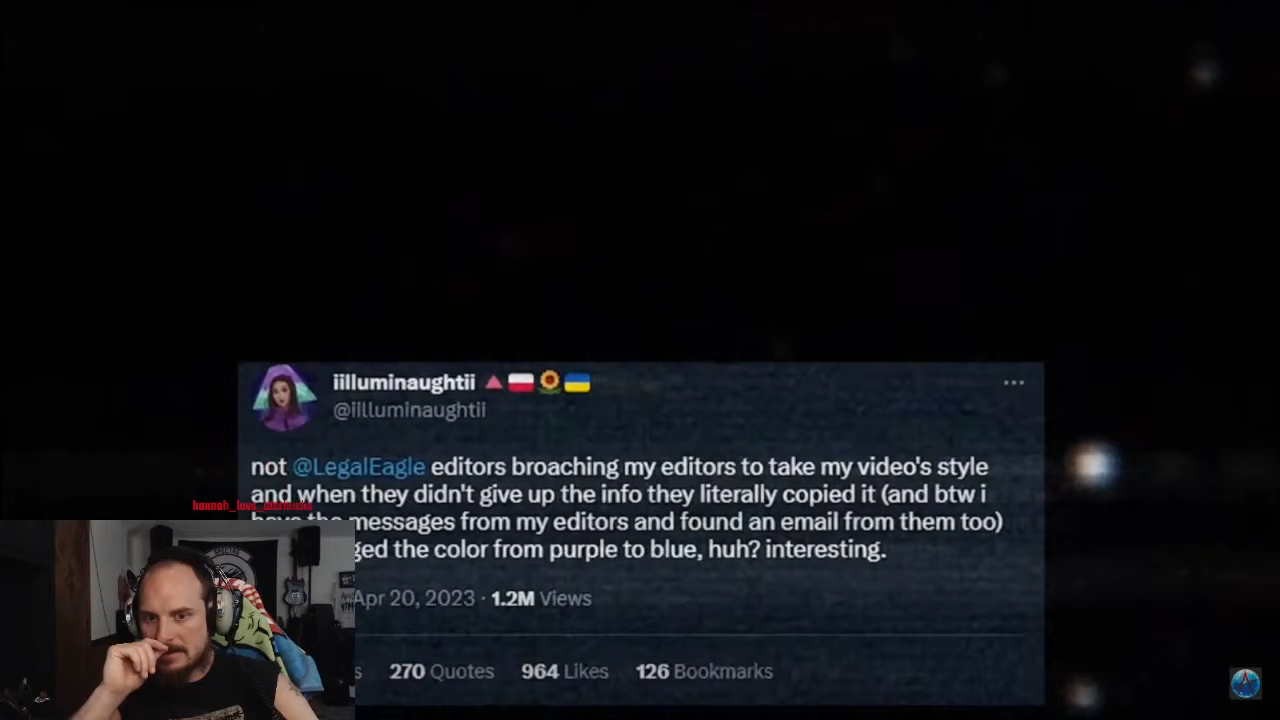 iilluminaughtii
@iilluminaughtii
not @LegalEagle editors broaching my editors to take my video's style
and when they didn't give up the info they literally copied it (and btw i
have the messages from my editors and found an email from them too)
ged the color from purple to blue, huh? interesting.
Apr 20, 2023 · 1.2M Views
s 270 Quotes 964 Likes 126 Bookmarks
SPECTRE